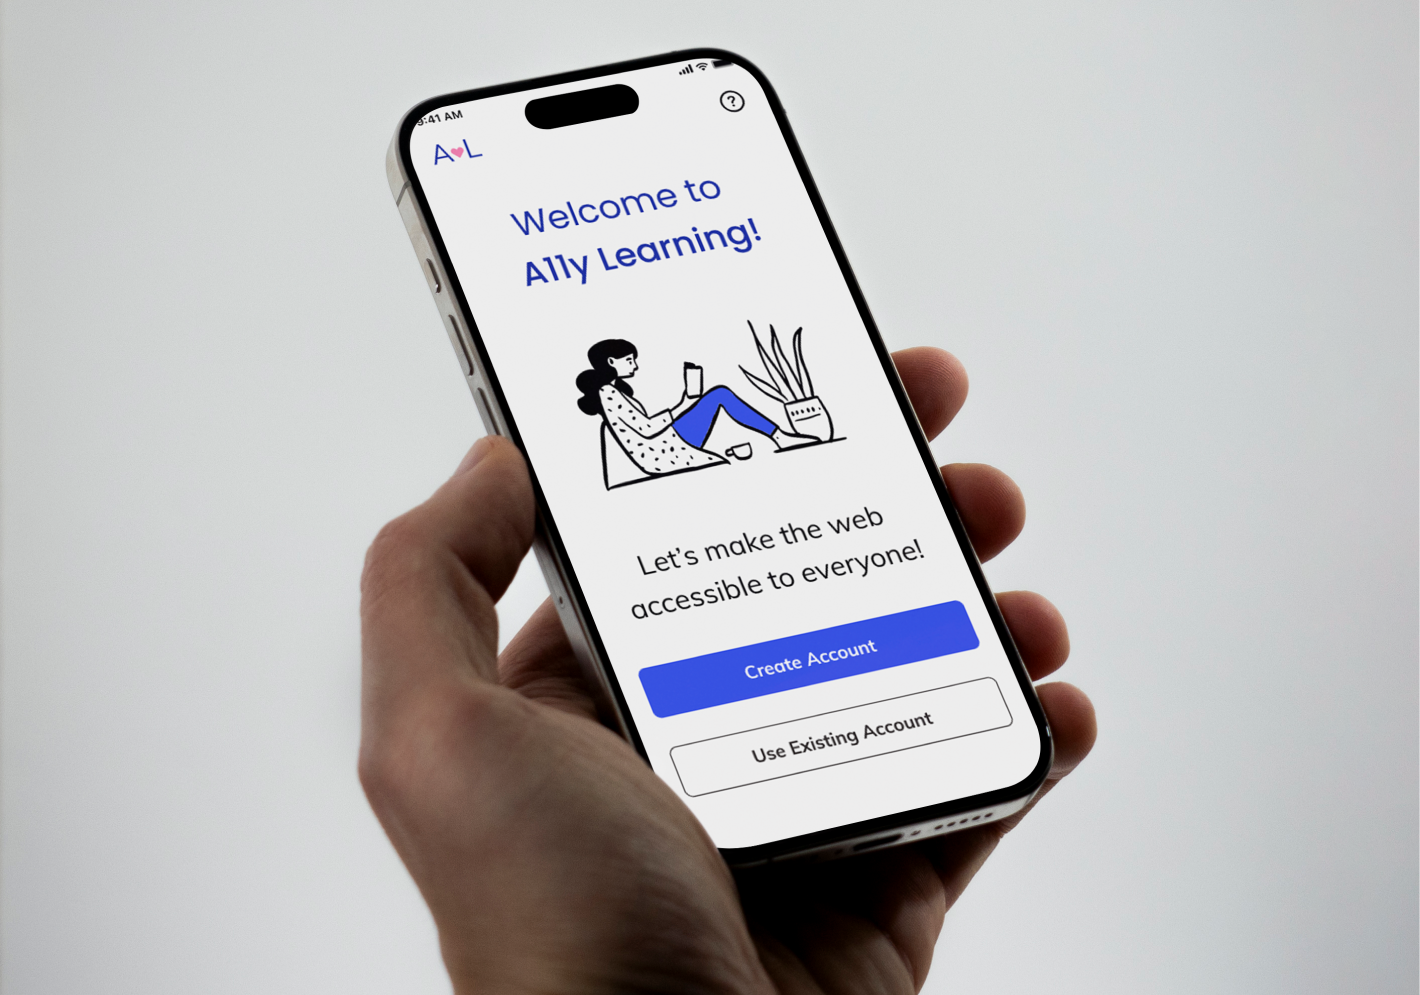 9:41 AM
A♥L
?
Welcome to
A11y Learning!
Let's make the web
accessible to everyone!
Create Account
Use Existing Account